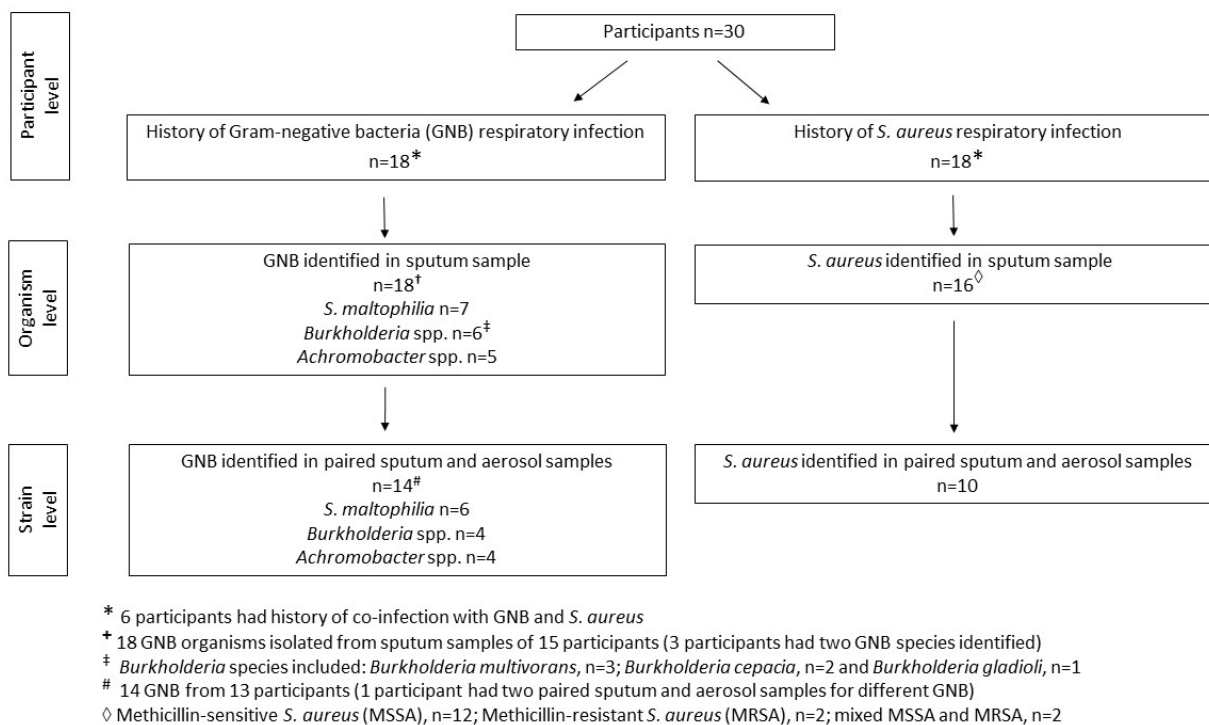 Participant
level
Participants n=30
History of Gram-negative bacteria (GNB) respiratory infection
n=18*
History of S. aureus respiratory infection
n=18*
Organism
level
GNB identified in sputum sample
n=18†
S. maltophilia n=7
Burkholderia spp. n=6‡
Achromobacter spp. n=5
S. aureus identified in sputum sample
n=16◊
Strain
level
GNB identified in paired sputum and aerosol samples
n=14#
S. maltophilia n=6
Burkholderia spp. n=4
Achromobacter spp. n=4
S. aureus identified in paired sputum and aerosol samples
n=10
* 6 participants had history of co-infection with GNB and S. aureus
† 18 GNB organisms isolated from sputum samples of 15 participants (3 participants had two GNB species identified)
‡ Burkholderia species included: Burkholderia multivorans, n=3; Burkholderia cepacia, n=2 and Burkholderia gladioli, n=1
# 14 GNB from 13 participants (1 participant had two paired sputum and aerosol samples for different GNB)
◊ Methicillin-sensitive S. aureus (MSSA), n=12; Methicillin-resistant S. aureus (MRSA), n=2; mixed MSSA and MRSA, n=2